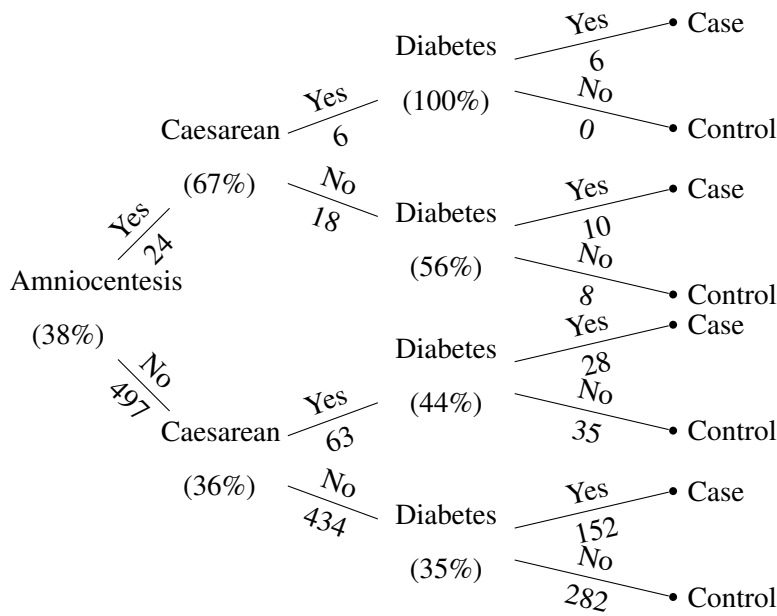 Yes
Case
Diabetes
6
Yes
(100%)
No
Caesarean
6
0
Control
(67%)
No
Yes
Case
Yes
18
Diabetes
10
24
(56%)
No
Amniocentesis
8
Control
(38%)
Yes
Case
No
Diabetes
28
497
Yes
(44%)
No
Caesarean
63
35
Control
(36%)
No
Yes
Case
434
Diabetes
152
(35%)
No
282
Control